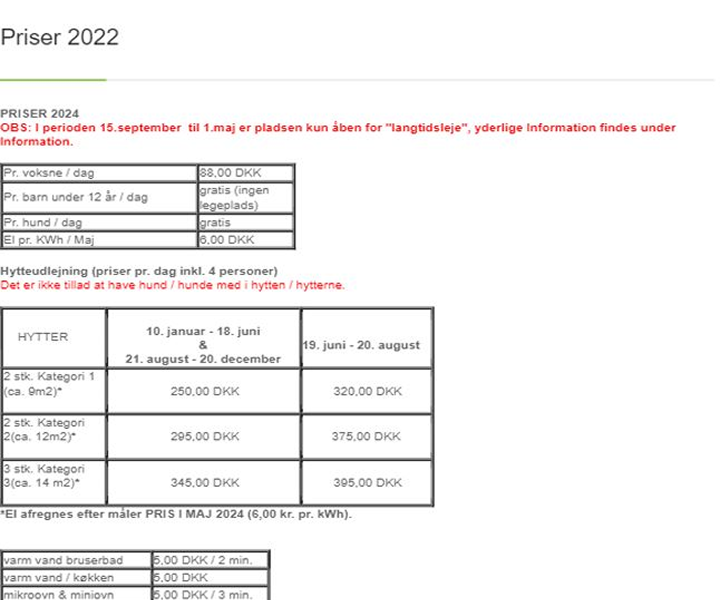 Priser 2022
PRISER 2024
OBS: I perioden 15.september til 1.maj er pladsen kun åben for "langtidsleje", yderlige Information findes under
Information.
Pr. voksne / dag 88,00 DKK
Pr. barn under 12 år / dag gratis (ingen
legeplads)
Pr. hund / dag gratis
El pr. KWh / Maj 6,00 DKK
Hytteudlejning (priser pr. dag inkl. 4 personer)
Det er ikke tillad at have hund / hunde med i hytten / hytterne.
HYTTER
10. januar - 18. juni
&
21. august - 20. december
19. juni - 20. august
2 stk. Kategori 1
(ca. 9m2)* 250,00 DKK 320,00 DKK
2 stk. Kategori
2(ca. 12m2)* 295,00 DKK 375,00 DKK
3 stk. Kategori
3(ca. 14 m2)* 345,00 DKK 395,00 DKK
*El afregnes efter måler PRIS I MAJ 2024 (6,00 kr. pr. kWh).
varm vand bruserbad 5,00 DKK / 2 min.
varm vand / køkken 5,00 DKK
mikroovn & miniovn 5,00 DKK / 3 min.